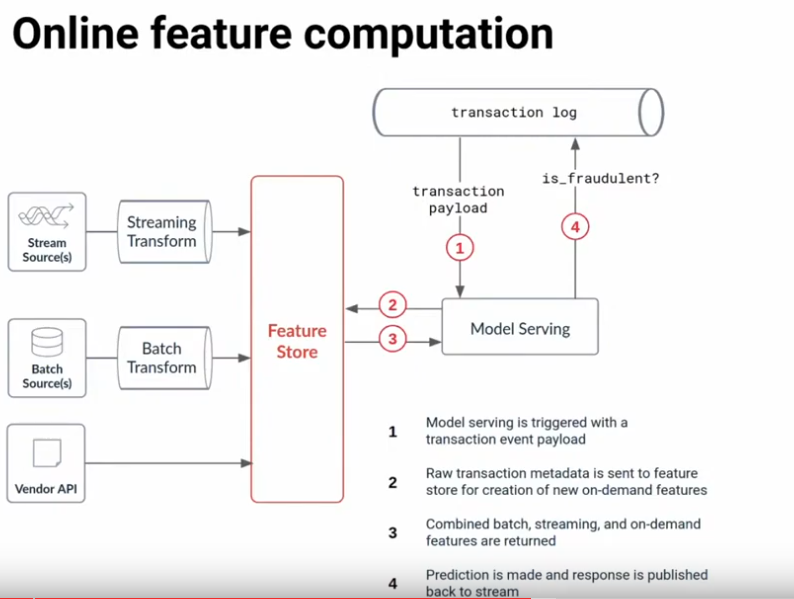 Online feature computation
transaction log
transaction
payload
is_fraudulent?
1
4
Stream
Source(s)
Streaming
Transform
2
3
Feature
Store
Model Serving
Batch
Source(s)
Batch
Transform
Vendor API
1 Model serving is triggered with a
transaction event payload
2 Raw transaction metadata is sent to feature
store for creation of new on-demand features
3 Combined batch, streaming, and on-demand
features are returned
4 Prediction is made and response is published
back to stream